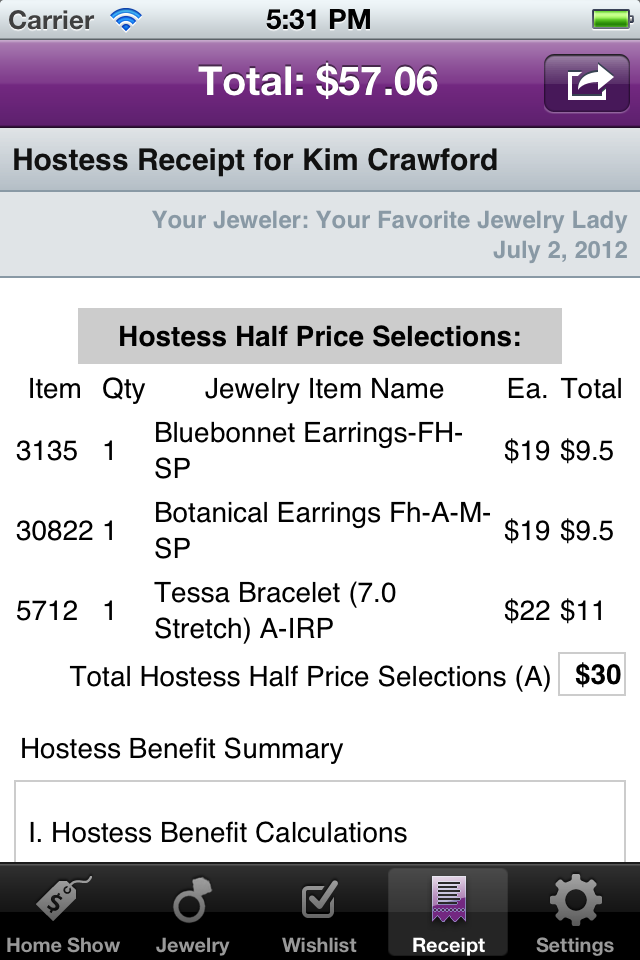 Carrier 5:31 PM
Total: $57.06
Hostess Receipt for Kim Crawford
Your Jeweler: Your Favorite Jewelry Lady
July 2, 2012
Hostess Half Price Selections:
Item Qty Jewelry Item Name Ea. Total
3135 1 Bluebonnet Earrings-FH-
SP $19 $9.5
30822 1 Botanical Earrings Fh-A-M-
SP $19 $9.5
5712 1 Tessa Bracelet (7.0
Stretch) A-IRP $22 $11
Total Hostess Half Price Selections (A) $30
Hostess Benefit Summary
I. Hostess Benefit Calculations
Home Show Jewelry Wishlist Receipt Settings